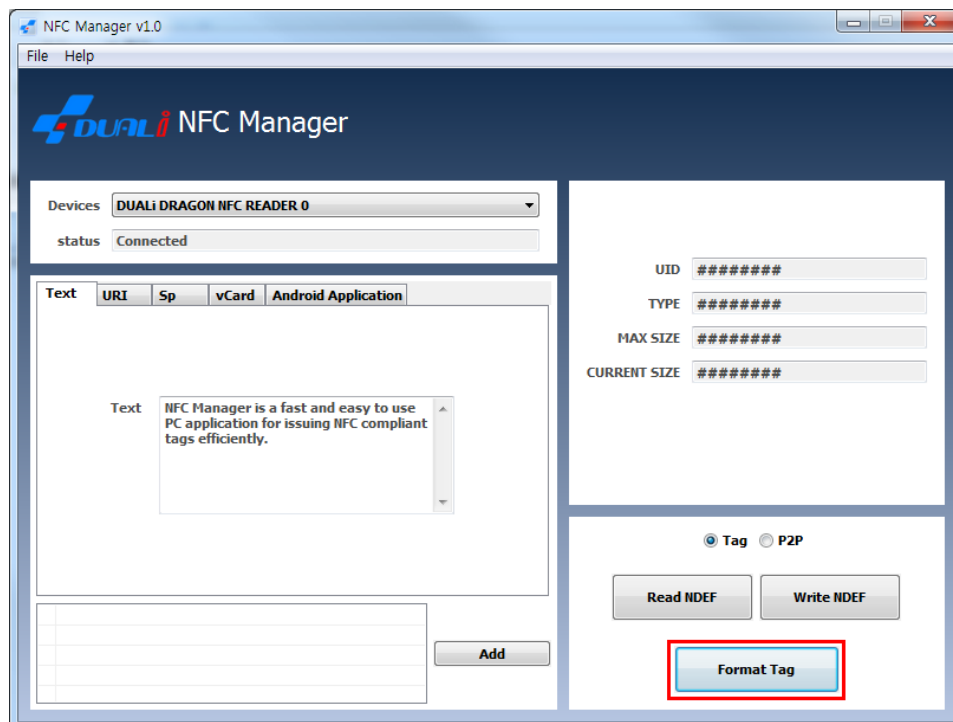 NFC Manager v1.0
File Help
DUALi NFC Manager
Devices DUALi DRAGON NFC READER 0
status Connected
Text URI Sp vCard Android Application
Text NFC Manager is a fast and easy to use
PC application for issuing NFC compliant
tags efficiently.
Add
UID ########
TYPE ########
MAX SIZE ########
CURRENT SIZE ########
Tag P2P
Read NDEF Write NDEF
Format Tag